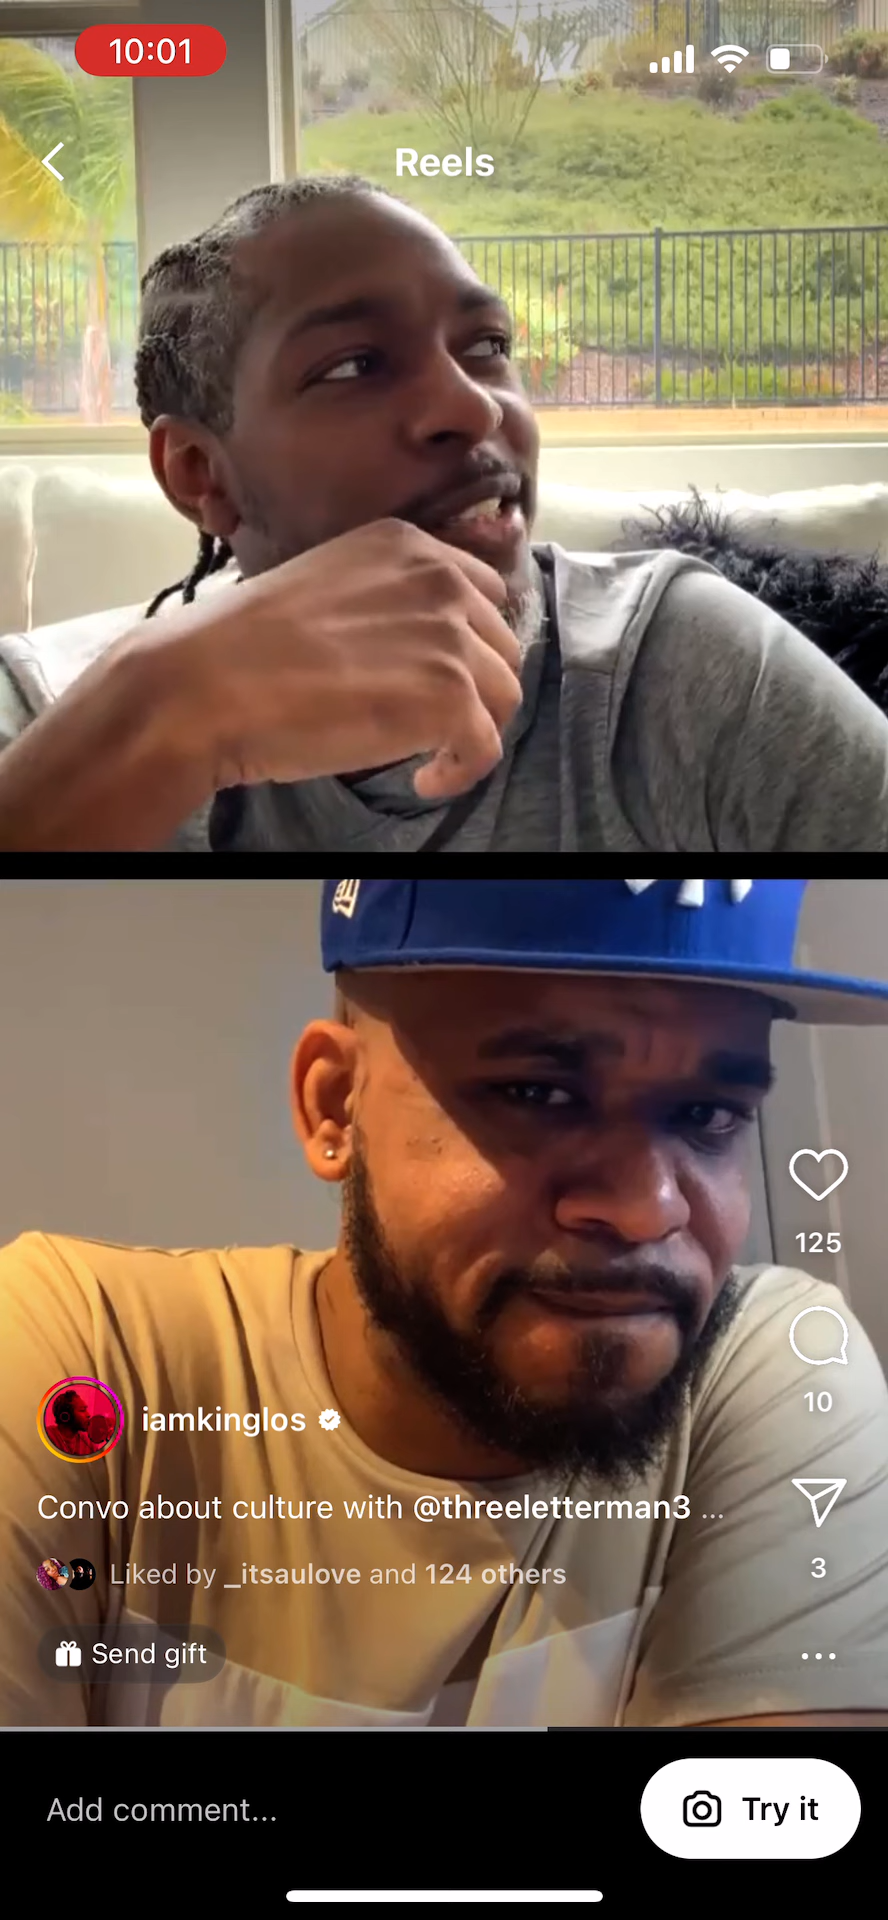 10:01
Reels
125
10
iamkinglos
Convo about culture with @threeletterman3 ...
3
Liked by _itsaulove and 124 others
Send gift
Add comment...
Try it